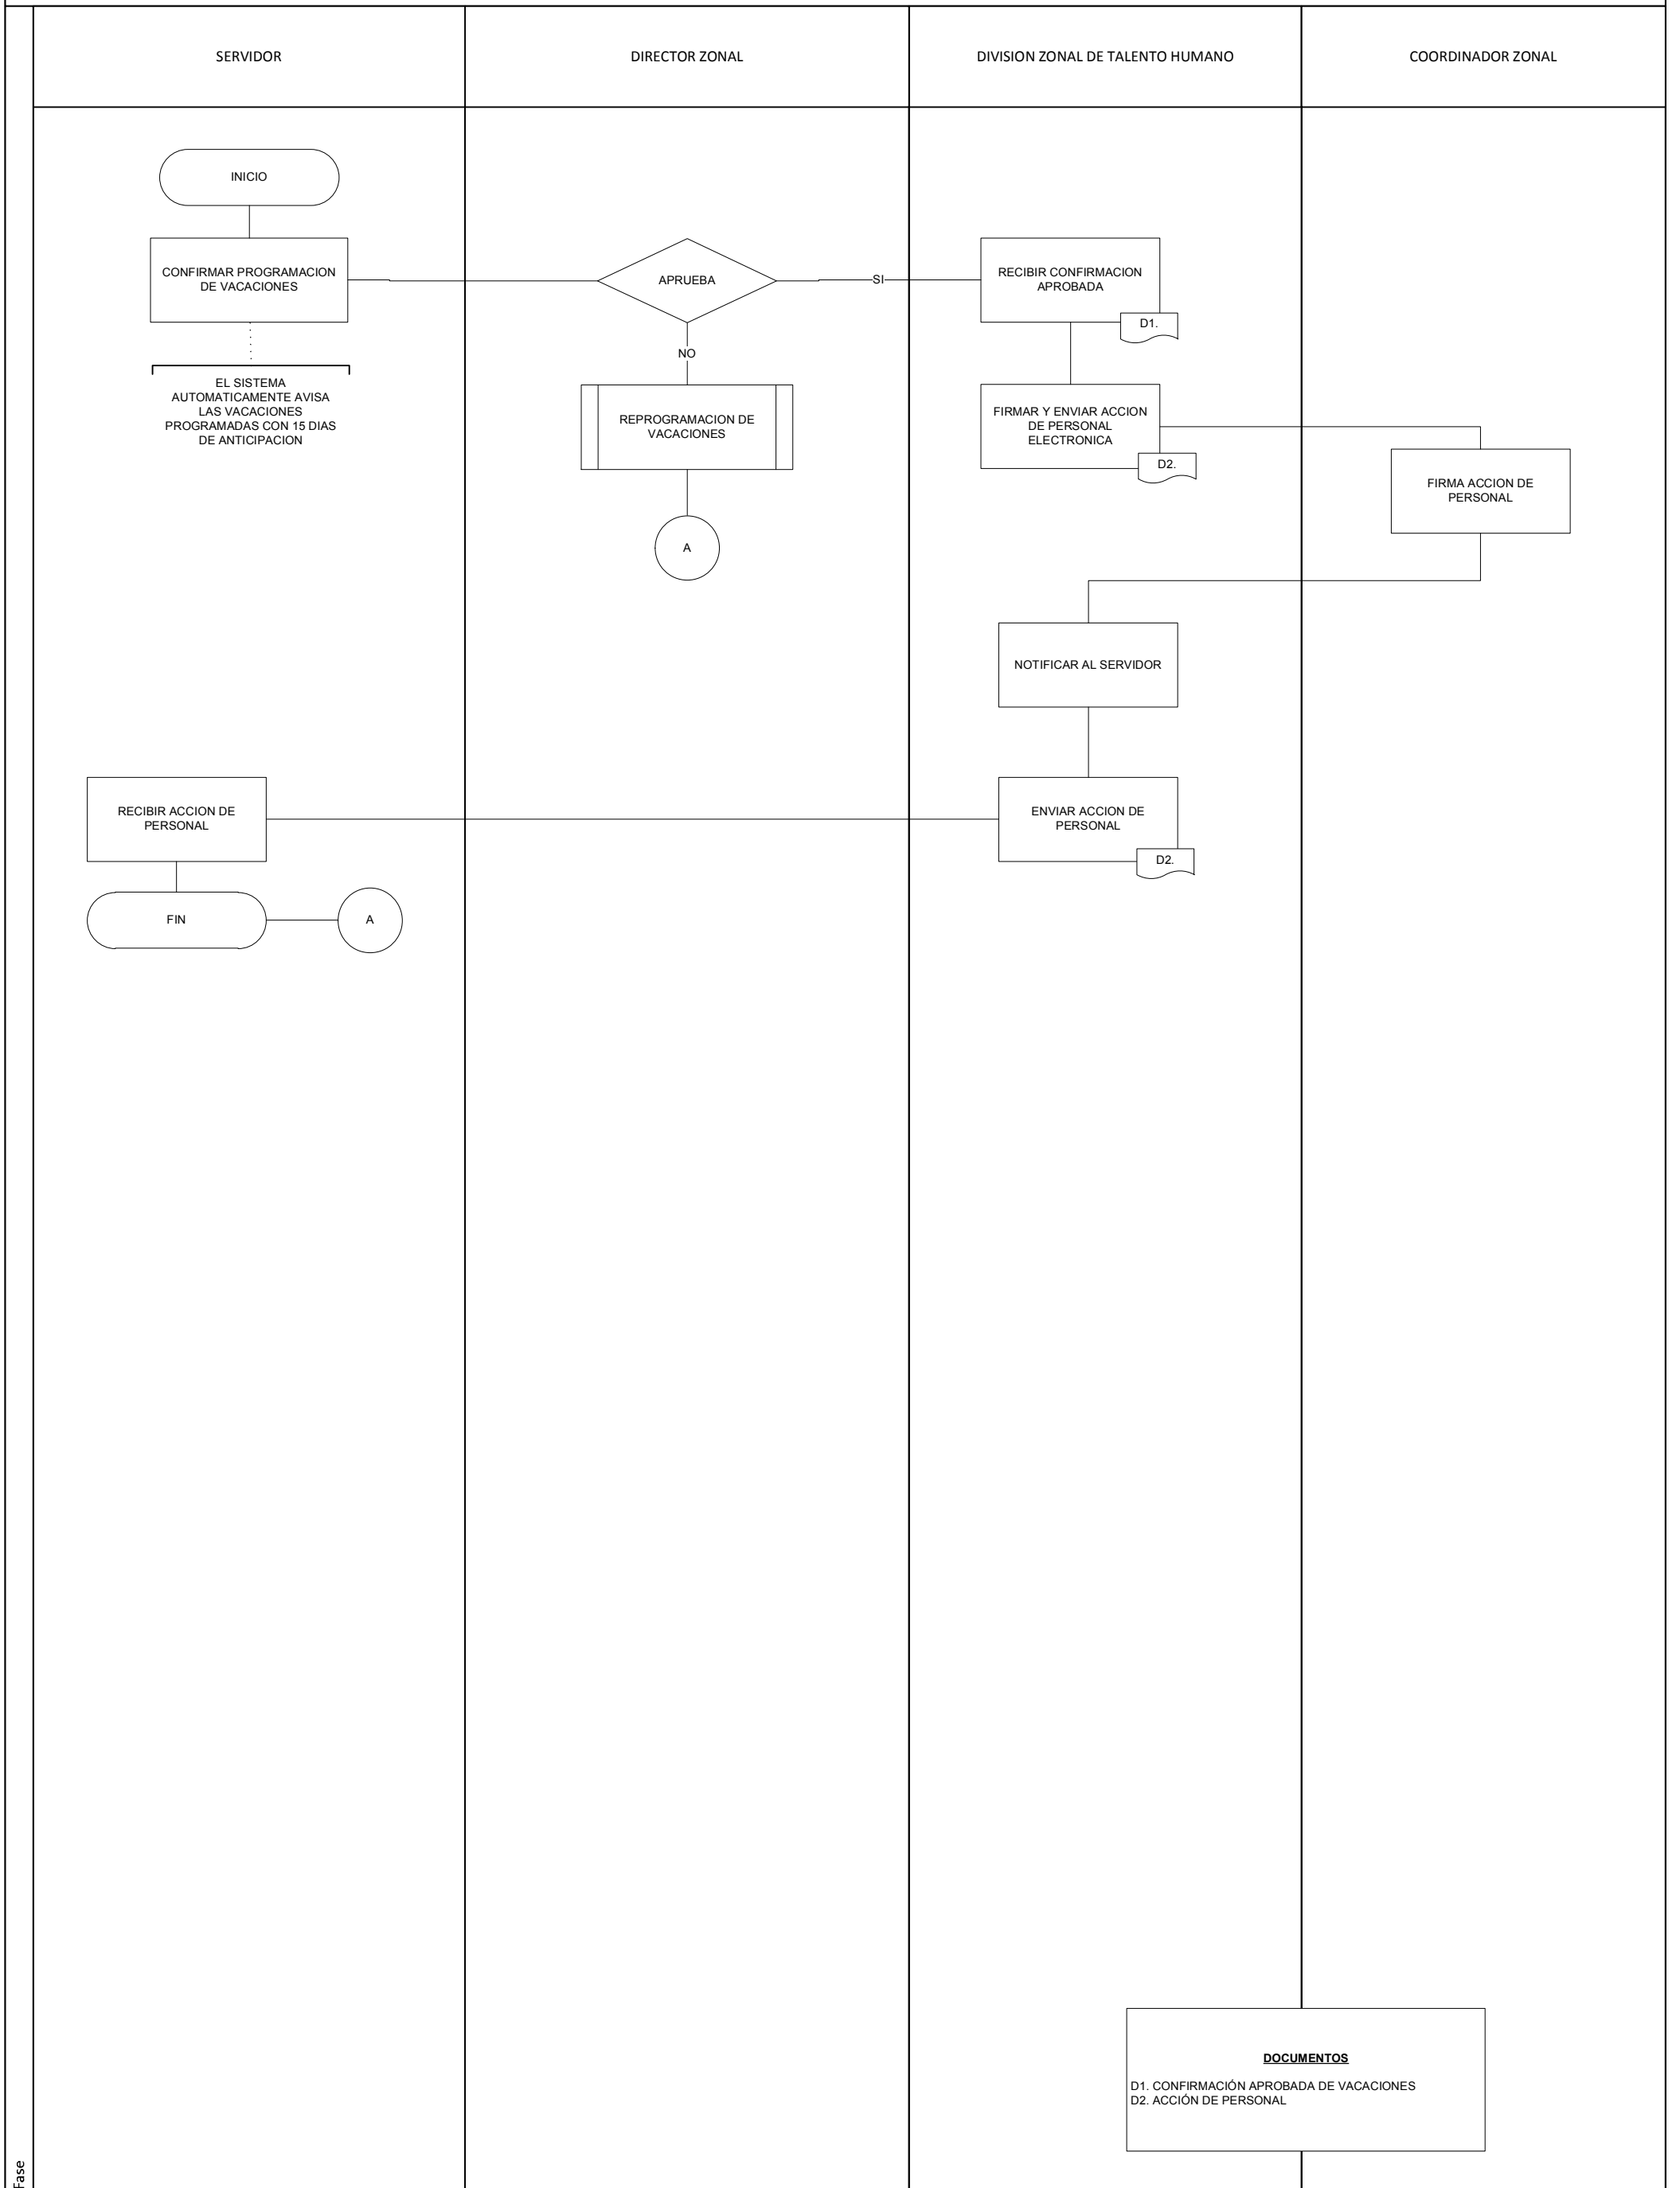 SERVIDOR
DIRECTOR ZONAL
DIVISION ZONAL DE TALENTO HUMANO
COORDINADOR ZONAL
INICIO
CONFIRMAR PROGRAMACION
DE VACACIONES
APRUEBA
SI
RECIBIR CONFIRMACION
APROBADA
D1.
EL SISTEMA
AUTOMATICAMENTE AVISA
LAS VACACIONES
PROGRAMADAS CON 15 DIAS
DE ANTICIPACION
NO
REPROGRAMACION DE
VACACIONES
A
FIRMAR Y ENVIAR ACCION
DE PERSONAL
ELECTRONICA
D2.
FIRMA ACCION DE
PERSONAL
NOTIFICAR AL SERVIDOR
RECIBIR ACCION DE
PERSONAL
ENVIAR ACCION DE
PERSONAL
D2.
FIN
A
DOCUMENTOS
D1. CONFIRMACIÓN APROBADA DE VACACIONES
D2. ACCIÓN DE PERSONAL
Fase